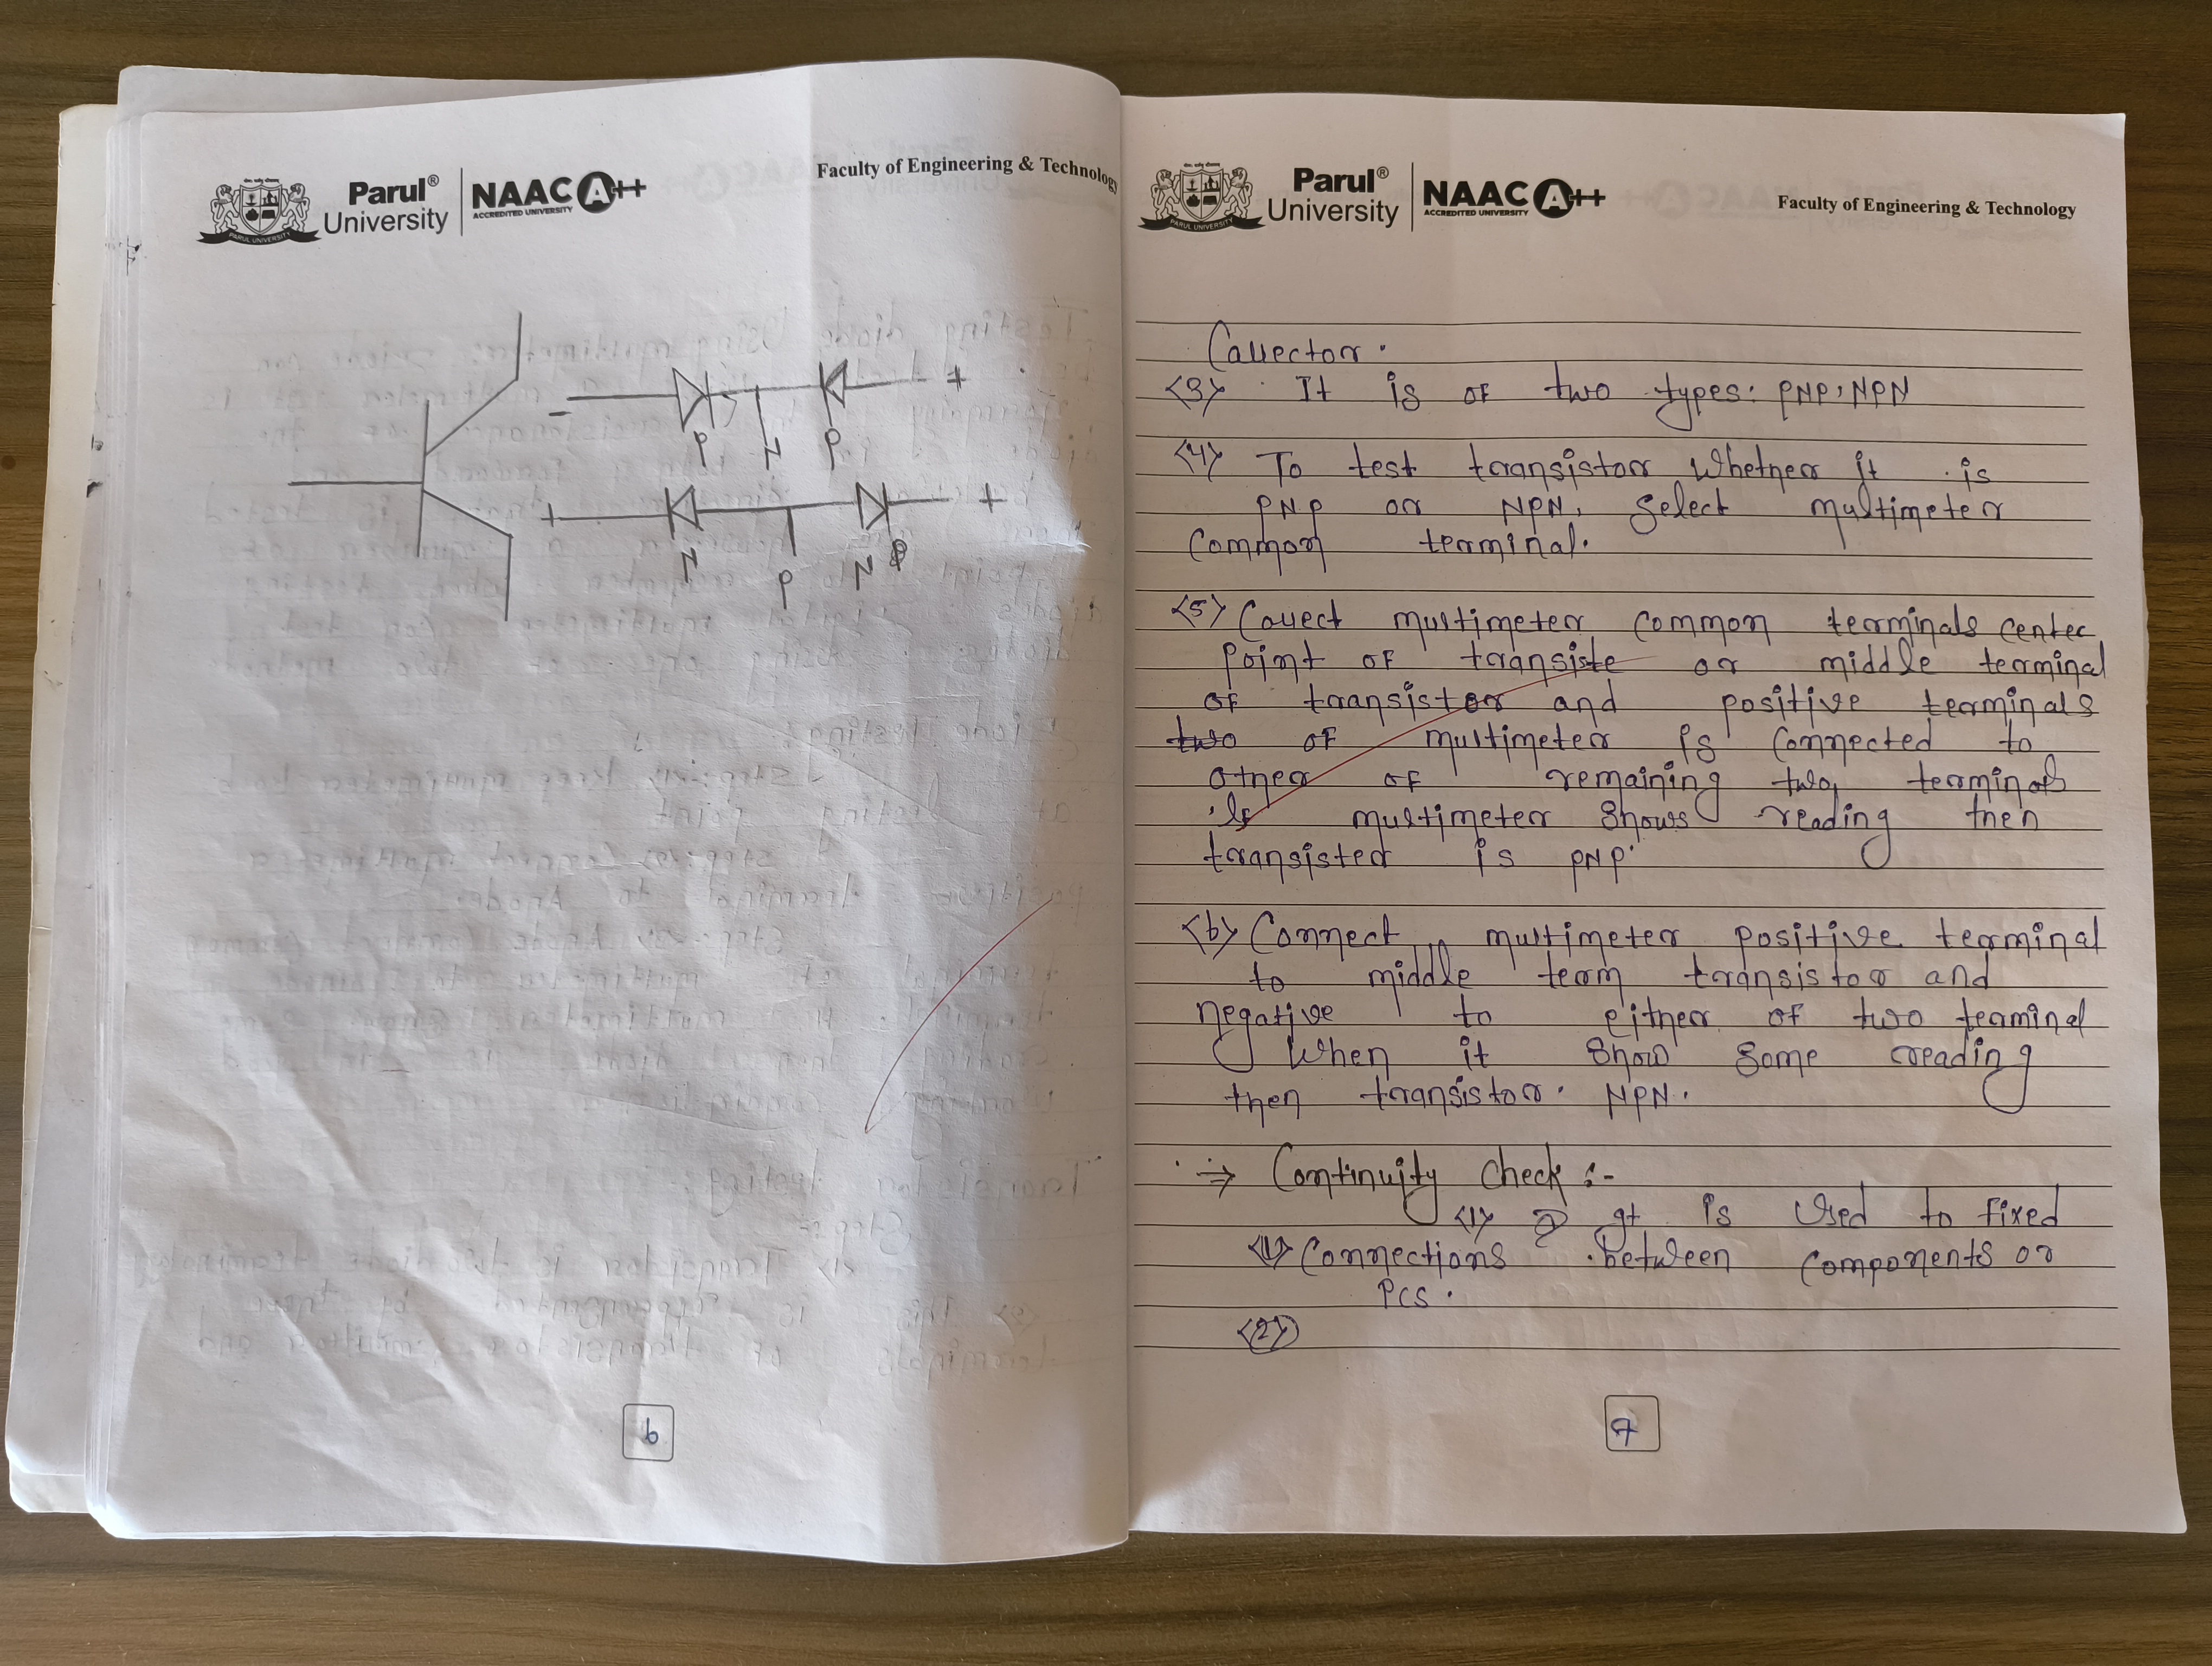 Parul®
University
NAAC A++
ACCREDITED UNIVERSITY
PARUL UNIVERSITY
Faculty of Engineering & Technology
- P N P +
+ N P N +
6
Parul®
University
NAAC A++
ACCREDITED UNIVERSITY
PARUL UNIVERSITY
Faculty of Engineering & Technology
Callector.
<3> It is of two types: PNP, NPN
<4> To test transistor Whether it is
PNP or NPN, Select multimeter
Common terminal.
<5> Collect multimeter common terminals center
Point of transiste or middle terminal
of transistor and positive terminals
two of multimeter is Connected to
other of remaining two terminals
If multimeter Shows reading then
transister is PNP.
<6> Connect multimeter positive terminal
to middle term transistor and
negative to either of two terminal
When it Show Some reading
then transistor. NPN.
⇒ Continuity Check :-
<1> It is Used to fixed
<1> Connections between Components or
PCS.
<2>
7